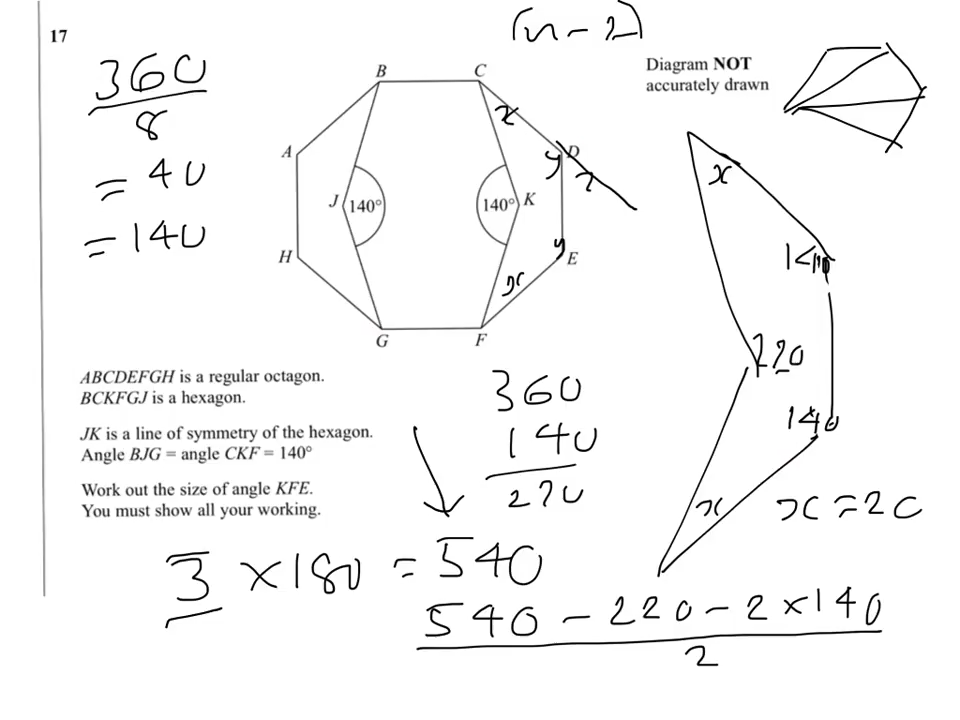 17
(n-2)
Diagram NOT
accurately drawn
360
8
= 40
= 140
B
C
x
A
D
y
?
J
140°
140°
K
H
E
y
x
G
F
x
140
220
140
x
x = 20
ABCDEFGH is a regular octagon.
BCKFGJ is a hexagon.
JK is a line of symmetry of the hexagon.
Angle BJG = angle CKF = 140°
Work out the size of angle KFE.
You must show all your working.
360
140
220
3 × 180 = 540
540 - 220 - 2 × 140
2